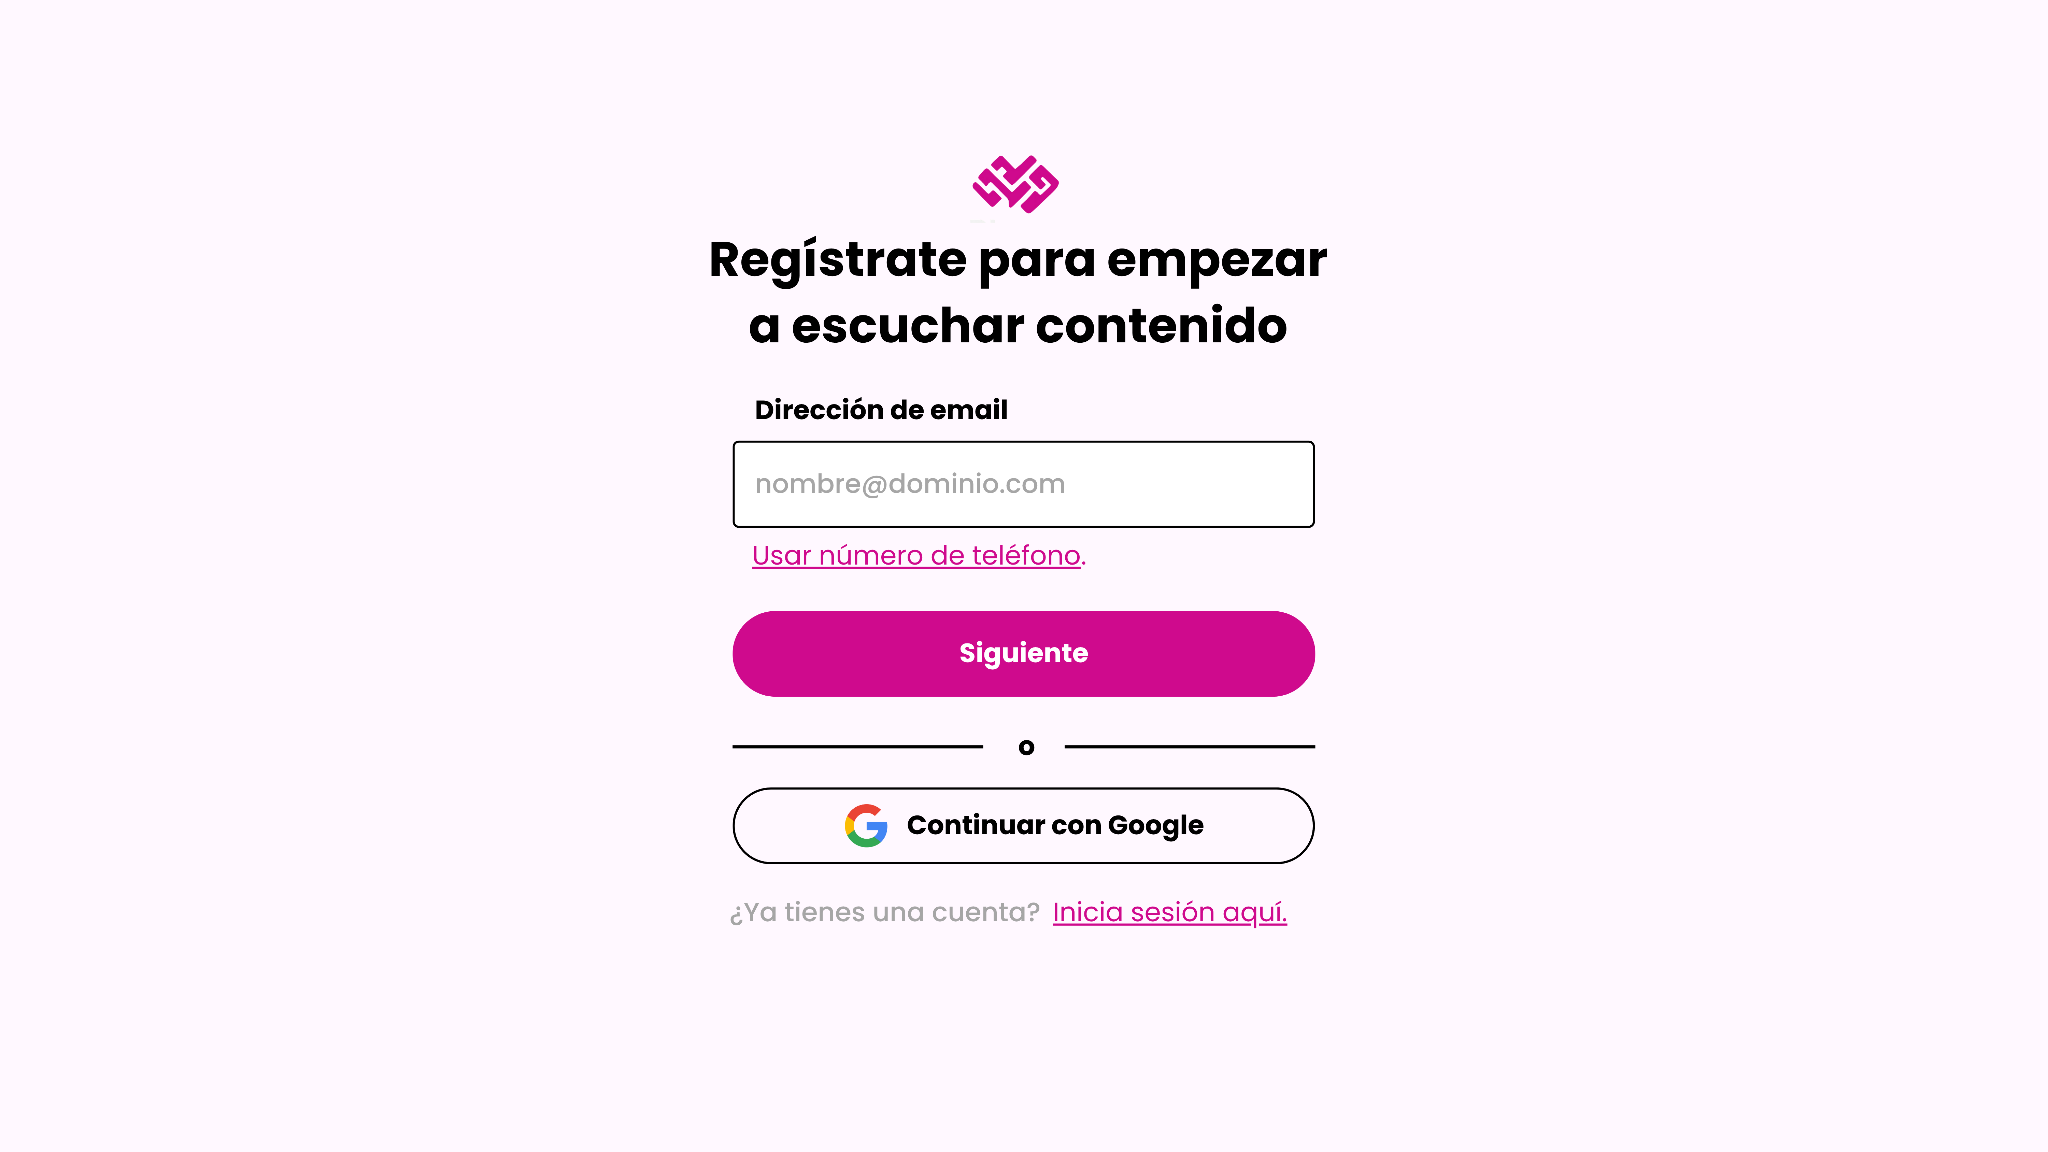 Regístrate para empezar
a escuchar contenido
Dirección de email
nombre@dominio.com
Usar número de teléfono.
Siguiente
o
Continuar con Google
¿Ya tienes una cuenta? Inicia sesión aquí.